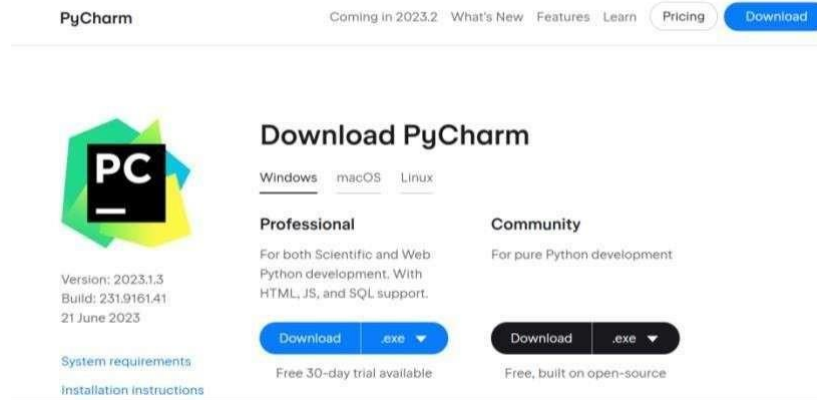 PyCharm Coming in 2023.2 What's New Features Learn Pricing Download
PC
Download PyCharm
Windows macOS Linux
Professional
For both Scientific and Web
Python development. With
HTML, JS, and SQL support.
Download .exe
Free 30-day trial available
Community
For pure Python development
Download .exe
Free, built on open-source
Version: 2023.1.3
Build: 231.9161.41
21 June 2023
System requirements
Installation instructions